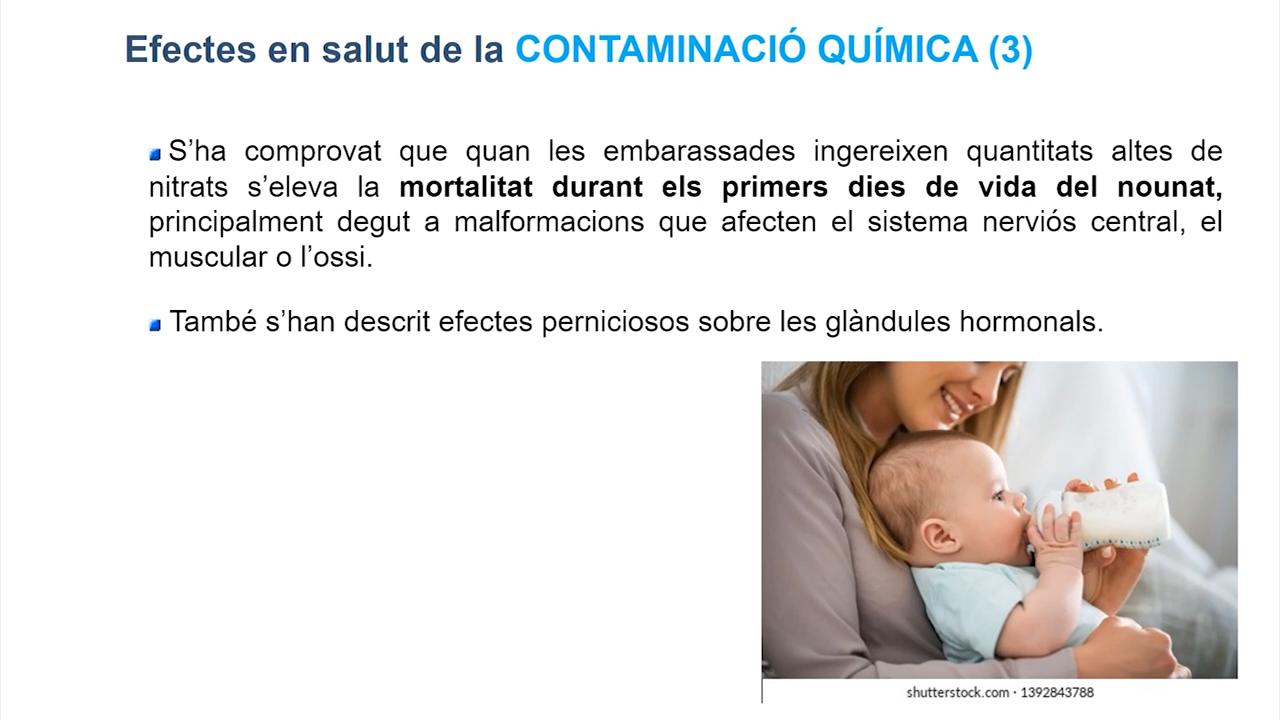 Efectes en salut de la CONTAMINACIÓ QUÍMICA (3)
S’ha comprovat que quan les embarassades ingereixen quantitats altes de
nitrats s’eleva la mortalitat durant els primers dies de vida del nounat,
principalment degut a malformacions que afecten el sistema nerviós central, el
muscular o l’ossi.
També s’han descrit efectes perniciosos sobre les glàndules hormonals.
shutterstock.com · 1392843788